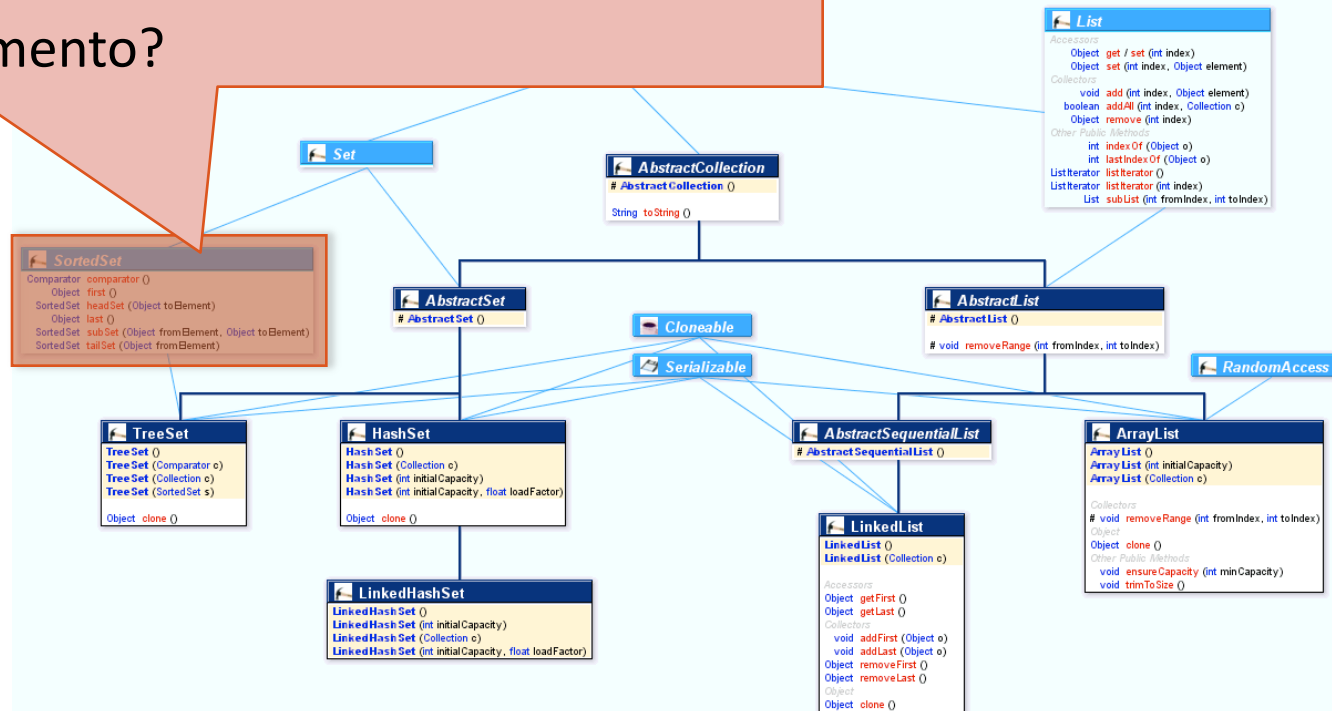 mento?
List
Accessors
Object get / set (int index)
Object set (int index, Object element)
Collectors
void add (int index, Object element)
boolean addAll (int index, Collection c)
Object remove (int index)
Other Public Methods
int indexOf (Object o)
int lastIndexOf (Object o)
ListIterator listIterator ()
ListIterator listIterator (int index)
List subList (int fromIndex, int toIndex)
Set
AbstractCollection
# AbstractCollection ()
String toString ()
SortedSet
Comparator comparator ()
Object first ()
SortedSet headSet (Object toElement)
Object last ()
SortedSet subSet (Object fromElement, Object toElement)
SortedSet tailSet (Object fromElement)
AbstractSet
# AbstractSet ()
Cloneable
Serializable
AbstractList
# AbstractList ()
# void removeRange (int fromIndex, int toIndex)
RandomAccess
TreeSet
TreeSet ()
TreeSet (Comparator c)
TreeSet (Collection c)
TreeSet (SortedSet s)
Object clone ()
HashSet
HashSet ()
HashSet (Collection c)
HashSet (int initialCapacity)
HashSet (int initialCapacity, float loadFactor)
Object clone ()
AbstractSequentialList
# AbstractSequentialList ()
ArrayList
ArrayList ()
ArrayList (int initialCapacity)
ArrayList (Collection c)
Collectors
# void removeRange (int fromIndex, int toIndex)
Object
Object clone ()
Other Public Methods
void ensureCapacity (int minCapacity)
void trimToSize ()
LinkedHashSet
LinkedHashSet ()
LinkedHashSet (int initialCapacity)
LinkedHashSet (Collection c)
LinkedHashSet (int initialCapacity, float loadFactor)
LinkedList
LinkedList ()
LinkedList (Collection c)
Accessors
Object getFirst ()
Object getLast ()
Collectors
void addFirst (Object o)
void addLast (Object o)
Object removeFirst ()
Object removeLast ()
Object
Object clone ()